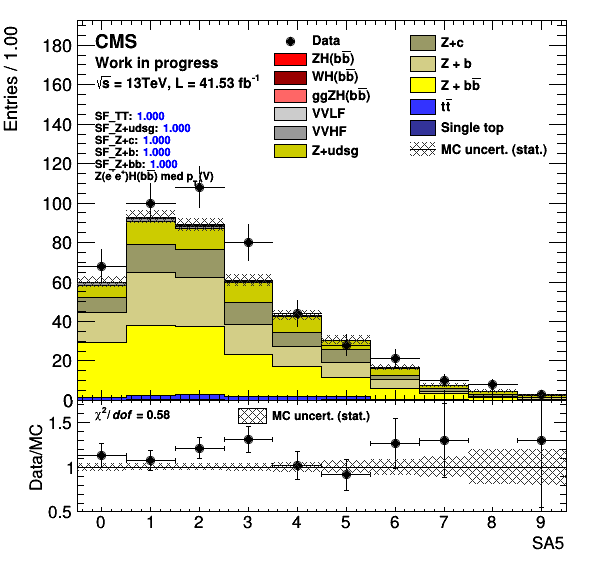 Entries / 1.00
180
160
140
120
100
80
60
40
20
0
CMS
Work in progress
√s = 13TeV, L = 41.53 fb⁻¹
SF_TT: 1.000
SF_Z+udsg: 1.000
SF_Z+c: 1.000
SF_Z+b: 1.000
SF_Z+bb: 1.000
Z(e⁻e⁺)H(bb̅) med p_T(V)
Data
ZH(bb̅)
WH(bb̅)
ggZH(bb̅)
VVLF
VVHF
Z+udsg
Z+c
Z + b
Z + bb̅
tt̅
Single top
MC uncert. (stat.)
χ²/dof = 0.58
MC uncert. (stat.)
Data/MC
1.5
1
0.5
0 1 2 3 4 5 6 7 8 9
SA5